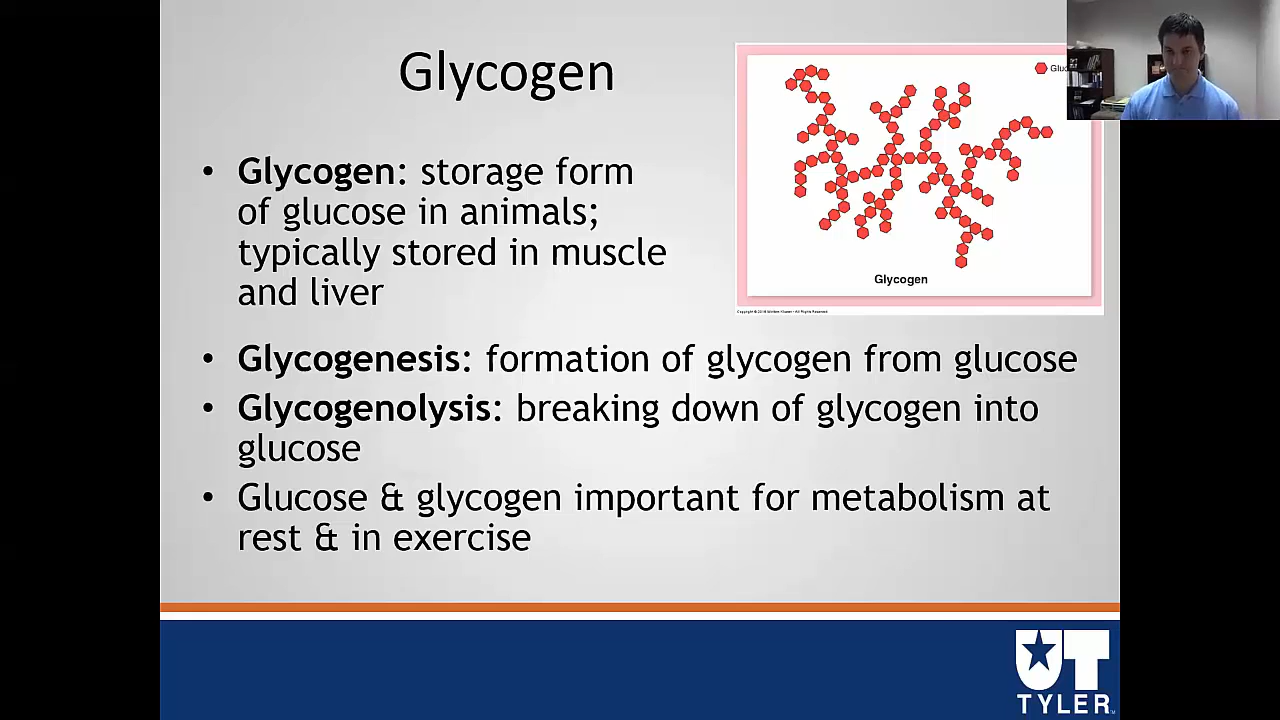 Glycogen
• Glycogen: storage form
of glucose in animals;
typically stored in muscle
and liver
Glycogen
• Glycogenesis: formation of glycogen from glucose
• Glycogenolysis: breaking down of glycogen into
glucose
• Glucose & glycogen important for metabolism at
rest & in exercise
UT
TYLER